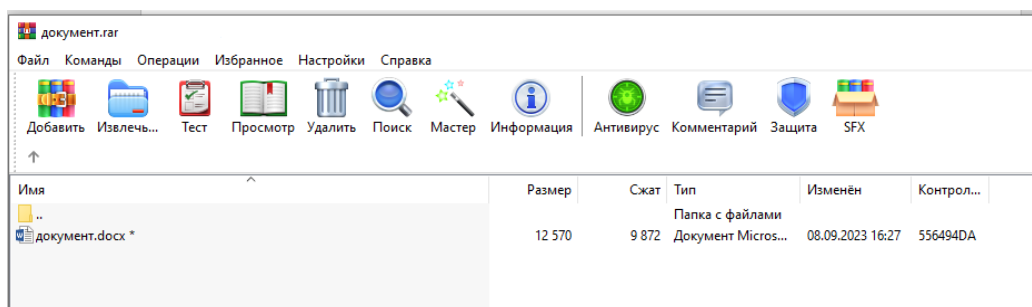 документ.rar
Файл Команды Операции Избранное Настройки Справка
Добавить Извлечь... Тест Просмотр Удалить Поиск Мастер Информация Антивирус Комментарий Защита SFX
Имя Размер Сжат Тип Изменён Контрол...
.. Папка с файлами
документ.docx * 12 570 9 872 Документ Micros... 08.09.2023 16:27 556494DA